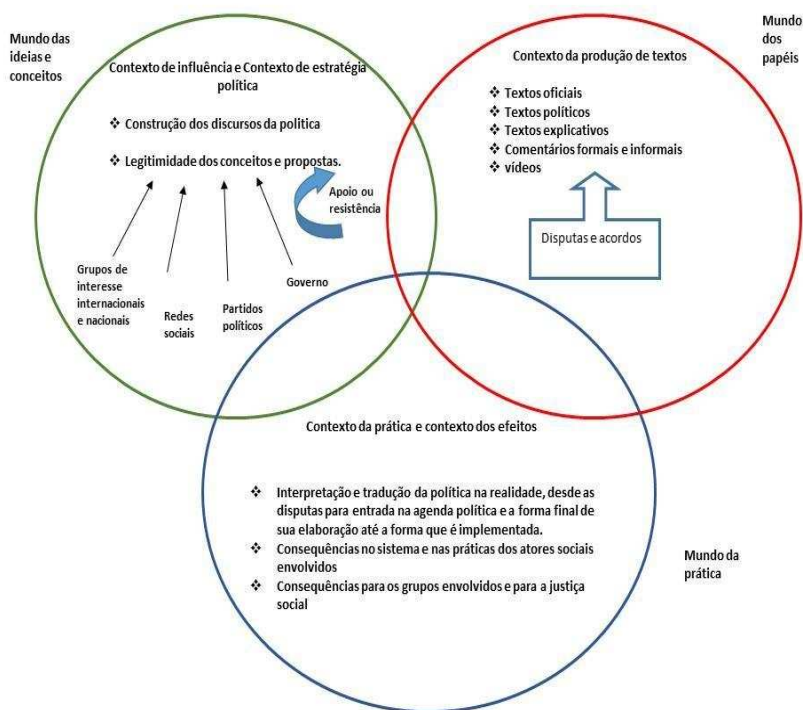 Mundo das
ideias e
conceitos
Contexto de influência e Contexto de estratégia
política
❖ Construção dos discursos da politica
❖ Legitimidade dos conceitos e propostas.
Apoio ou
resistência
Grupos de
interesse
internacionais
e nacionais
Redes
sociais
Partidos
políticos
Governo
Mundo
dos
papéis
Contexto da produção de textos
❖ Textos oficiais
❖ Textos políticos
❖ Textos explicativos
❖ Comentários formais e informais
❖ vídeos
Disputas e acordos
Contexto da prática e contexto dos efeitos
❖ Interpretação e tradução da política na realidade, desde as
disputas para entrada na agenda política e a forma final de
sua elaboração até a forma que é implementada.
❖ Consequências no sistema e nas práticas dos atores sociais
envolvidos
❖ Consequências para os grupos envolvidos e para a justiça
social
Mundo da
prática